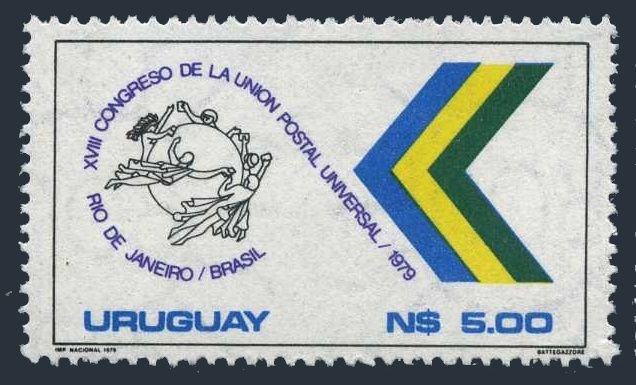 XVIII CONGRESO DE LA UNION POSTAL UNIVERSAL / 1979
RIO DE JANEIRO / BRASIL
URUGUAY N$ 5.00
IMP. NACIONAL 1979 BATTEGAZZORE